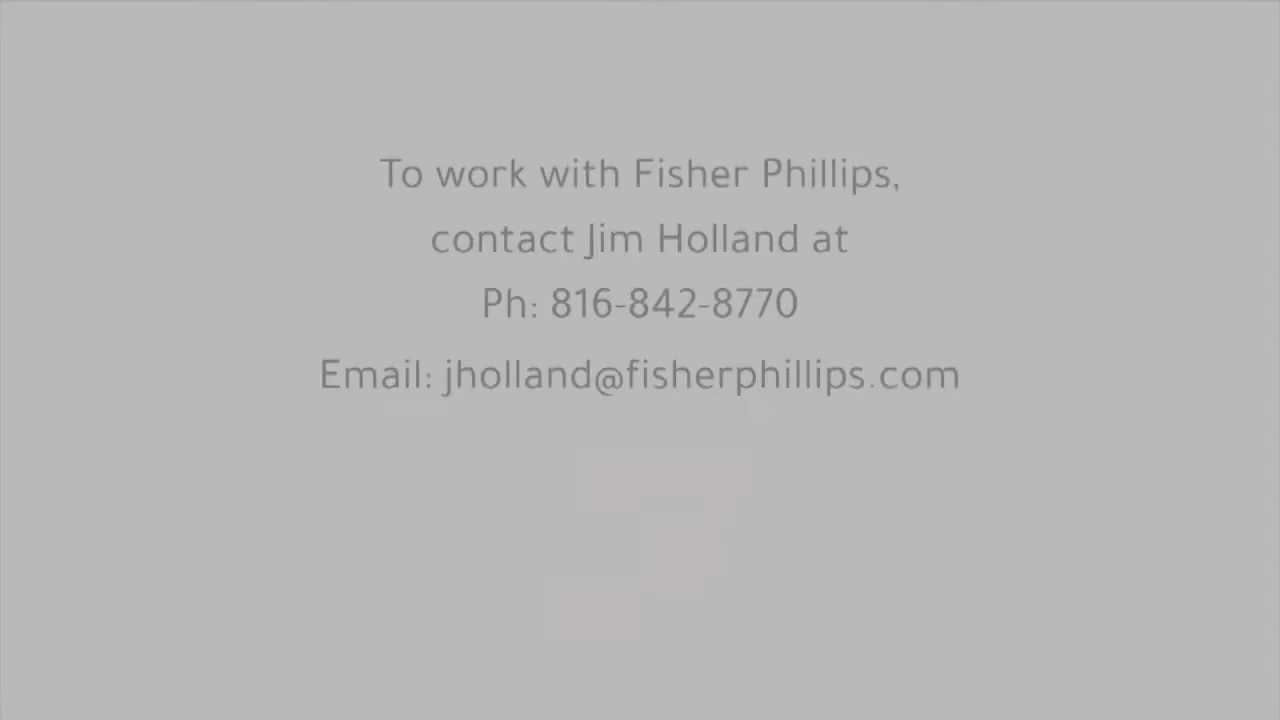 To work with Fisher Phillips,
contact Jim Holland at
Ph: 816-842-8770
Email: jholland@fisherphillips.com